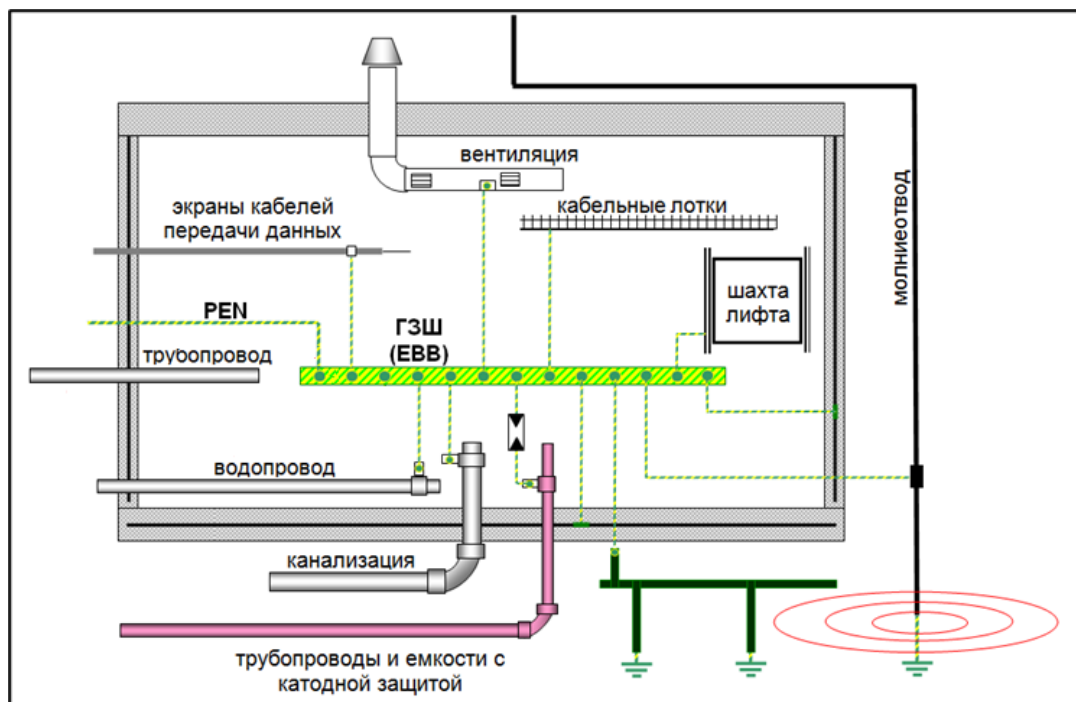 вентиляция
экраны кабелей
передачи данных
кабельные лотки
молниеотвод
шахта
лифта
PEN
ГЗШ
(ЕВВ)
трубопровод
водопровод
канализация
трубопроводы и емкости с
катодной защитой